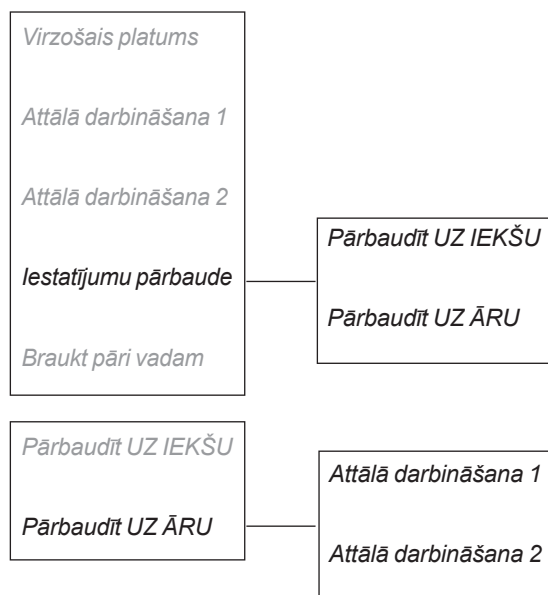 Virzošais platums
Attālā darbināšana 1
Attālā darbināšana 2
Iestatījumu pārbaude
Braukt pāri vadam
Pārbaudīt UZ IEKŠU
Pārbaudīt UZ ĀRU
Pārbaudīt UZ IEKŠU
Pārbaudīt UZ ĀRU
Attālā darbināšana 1
Attālā darbināšana 2